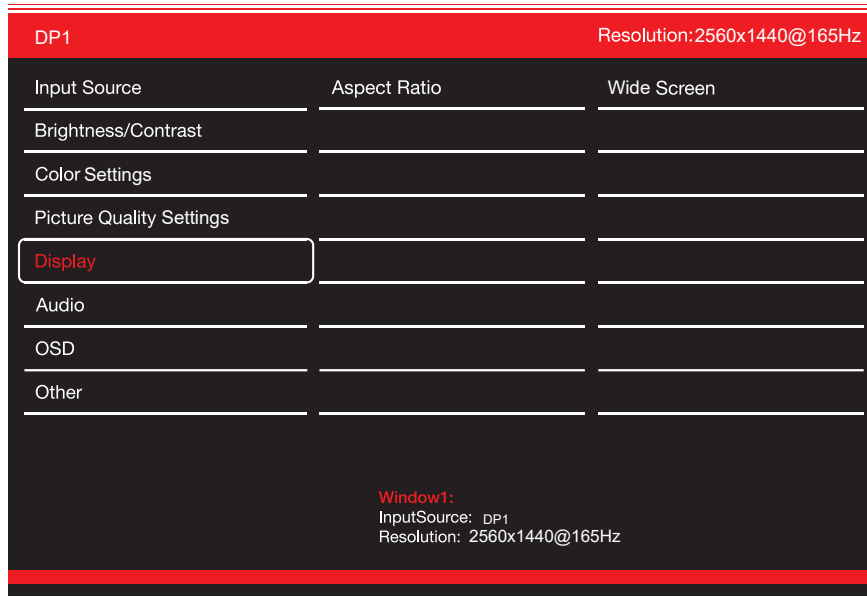 DP1 Resolution:2560x1440@165Hz
Input Source Aspect Ratio Wide Screen
Brightness/Contrast
Color Settings
Picture Quality Settings
Display
Audio
OSD
Other
Window1:
InputSource: DP1
Resolution: 2560x1440@165Hz